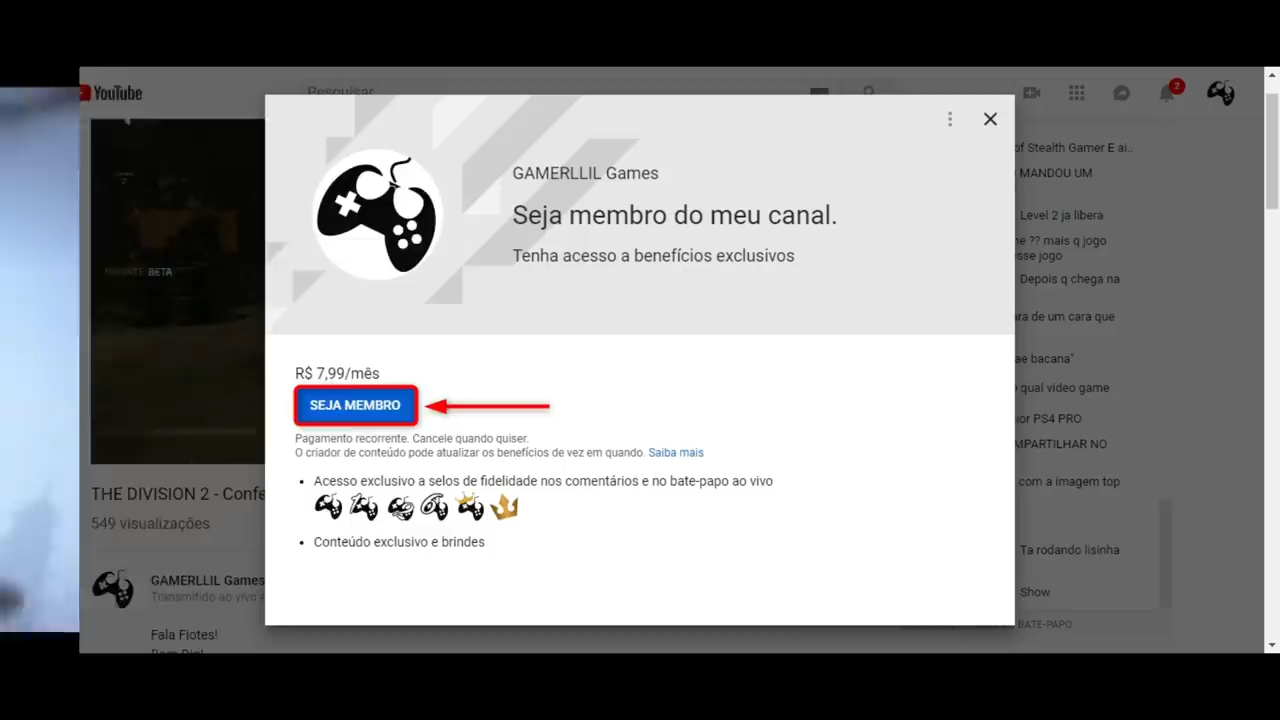 YouTube
Pesquisar
2
GAMERLLIL Games
Seja membro do meu canal.
Tenha acesso a benefícios exclusivos
R$ 7,99/mês
SEJA MEMBRO
Pagamento recorrente. Cancele quando quiser.
O criador de conteúdo pode atualizar os benefícios de vez em quando. Saiba mais
• Acesso exclusivo a selos de fidelidade nos comentários e no bate-papo ao vivo
• Conteúdo exclusivo e brindes
PRIVATE BETA
THE DIVISION 2 - Confe
549 visualizações
GAMERLLIL Games
Transmitido ao vivo e
Fala Fiotes!
of Stealth Gamer E ai..
MANDOU UM
Level 2 ja libera
?? mais q jogo
sse jogo
Depois q chega na
ara de um cara que
ae bacana"
qual video game
or PS4 PRO
MPARTILHAR NO
com a imagem top
Ta rodando lisinha
Show
BATE-PAPO